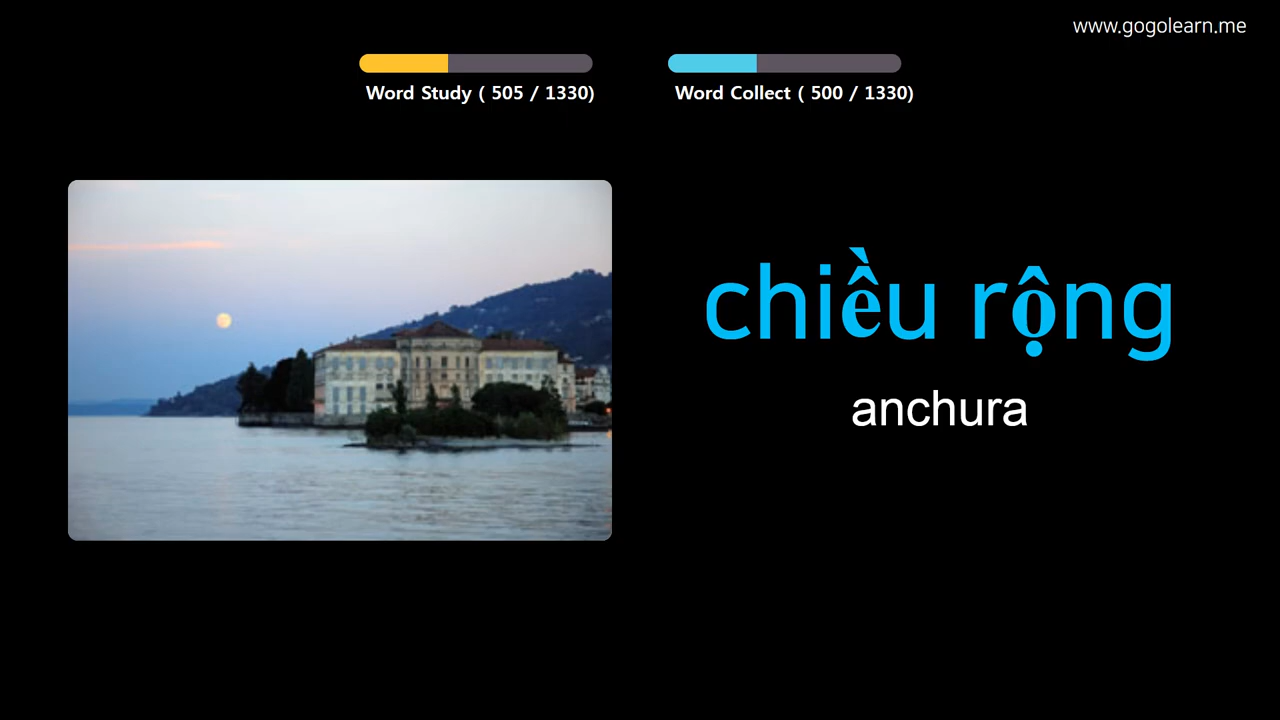 www.gogolearn.me
Word Study ( 505 / 1330)
Word Collect ( 500 / 1330)
chiều rộng
anchura